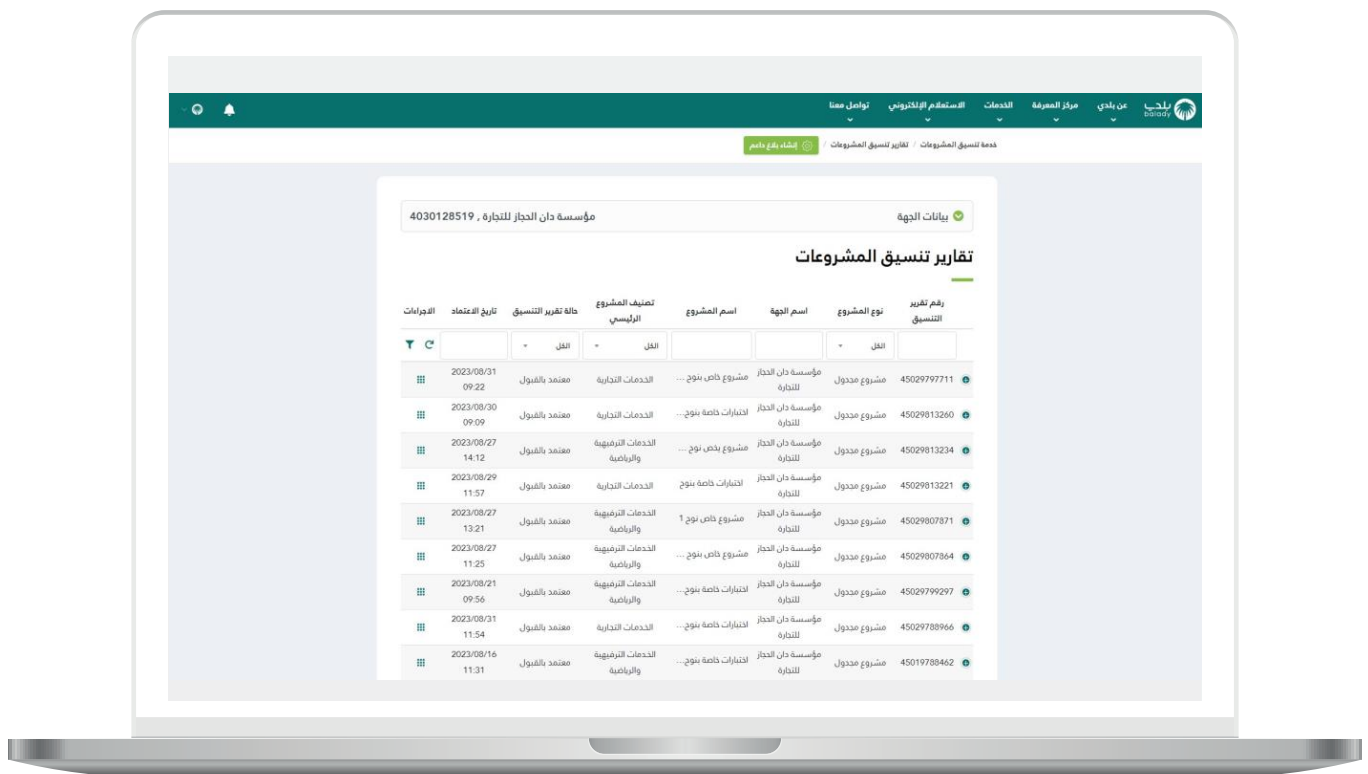 بلدي
balady
عن بلدي مركز المعرفة الخدمات الاستعلام الإلكتروني تواصل معنا
خدمة تنسيق المشروعات / تقارير تنسيق المشروعات / إنشاء بلاغ داعم
بيانات الجهة مؤسسة دان الحجاز للتجارة , 4030128519
تقارير تنسيق المشروعات
رقم تقرير التنسيق نوع المشروع اسم الجهة اسم المشروع تصنيف المشروع الرئيسي حالة تقرير التنسيق تاريخ الاعتماد الاجراءات
الكل الكل الكل
45029797711 مشروع مجدول مؤسسة دان الحجاز للتجارة مشروع خاص بنوح ... الخدمات التجارية معتمد بالقبول 2023/08/31 09:22
45029813260 مشروع مجدول مؤسسة دان الحجاز للتجارة اختبارات خاصة بنوح... الخدمات التجارية معتمد بالقبول 2023/08/30 09:09
45029813234 مشروع مجدول مؤسسة دان الحجاز للتجارة مشروع يخص نوح ... الخدمات الترفيهية والرياضية معتمد بالقبول 2023/08/27 14:12
45029813221 مشروع مجدول مؤسسة دان الحجاز للتجارة اختبارات خاصة بنوح الخدمات التجارية معتمد بالقبول 2023/08/29 11:57
45029807871 مشروع مجدول مؤسسة دان الحجاز للتجارة مشروع خاص نوح 1 الخدمات الترفيهية والرياضية معتمد بالقبول 2023/08/27 13:21
45029807864 مشروع مجدول مؤسسة دان الحجاز للتجارة مشروع خاص بنوح ... الخدمات الترفيهية والرياضية معتمد بالقبول 2023/08/27 11:25
45029799297 مشروع مجدول مؤسسة دان الحجاز للتجارة اختبارات خاصة بنوح... الخدمات الترفيهية والرياضية معتمد بالقبول 2023/08/21 09:56
45029788966 مشروع مجدول مؤسسة دان الحجاز للتجارة اختبارات خاصة بنوح... الخدمات التجارية معتمد بالقبول 2023/08/31 11:54
45019788462 مشروع مجدول مؤسسة دان الحجاز للتجارة اختبارات خاصة بنوح... الخدمات الترفيهية والرياضية معتمد بالقبول 2023/08/16 11:31